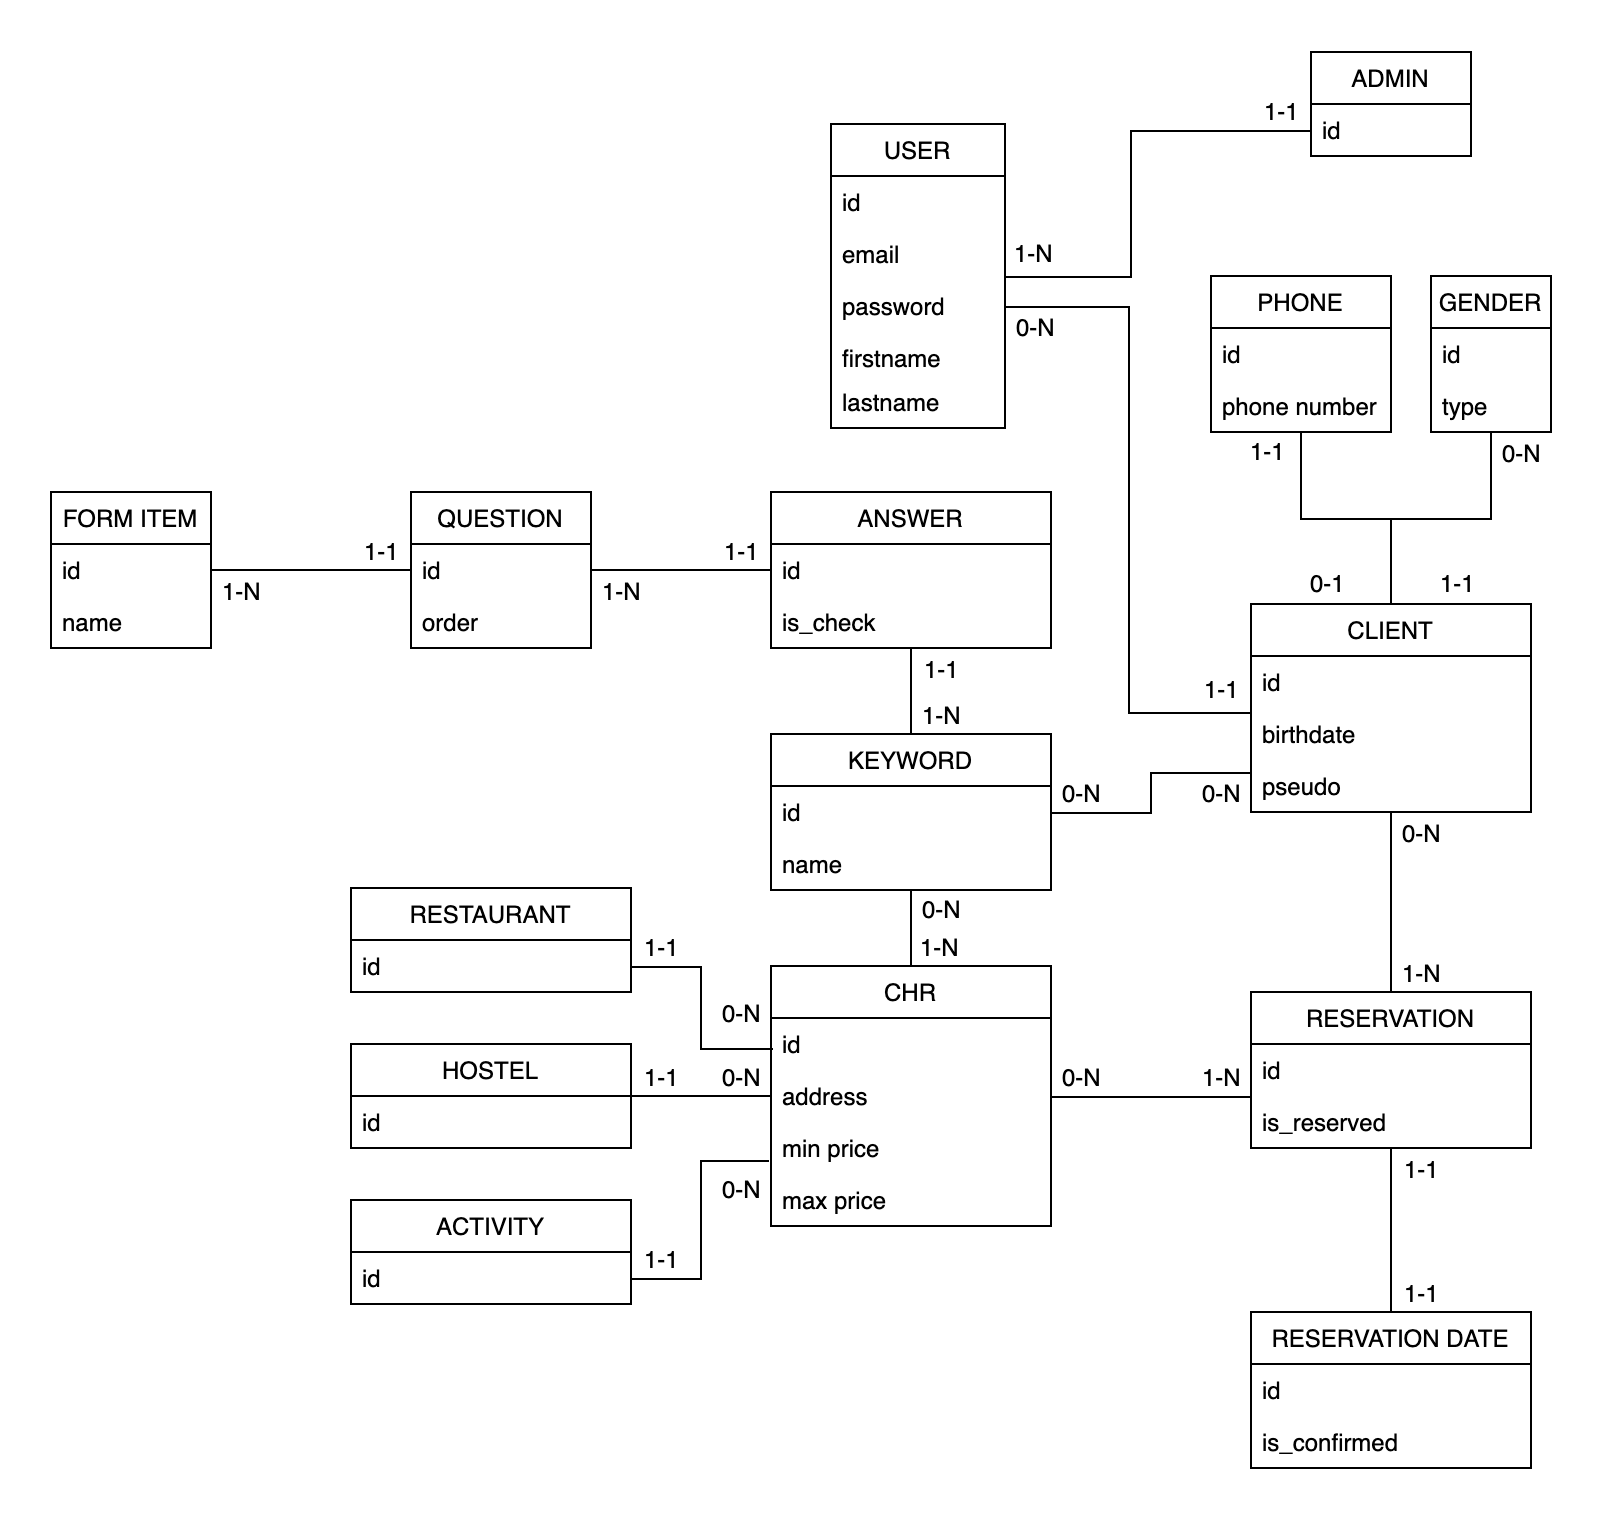 ADMIN
1-1
id
USER
id
email
password
firstname
lastname
1-N
0-N
PHONE
id
phone number
1-1
GENDER
id
type
0-N
FORM ITEM
id
name
1-N
1-1
QUESTION
id
order
1-N
1-1
ANSWER
id
is_check
1-1
1-N
0-1
1-1
CLIENT
id
birthdate
pseudo
1-1
0-N
0-N
KEYWORD
id
name
0-N
0-N
1-N
RESTAURANT
id
1-1
0-N
HOSTEL
id
1-1
0-N
ACTIVITY
id
1-1
0-N
CHR
id
address
min price
max price
0-N
1-N
1-N
RESERVATION
id
is_reserved
1-1
1-1
RESERVATION DATE
id
is_confirmed